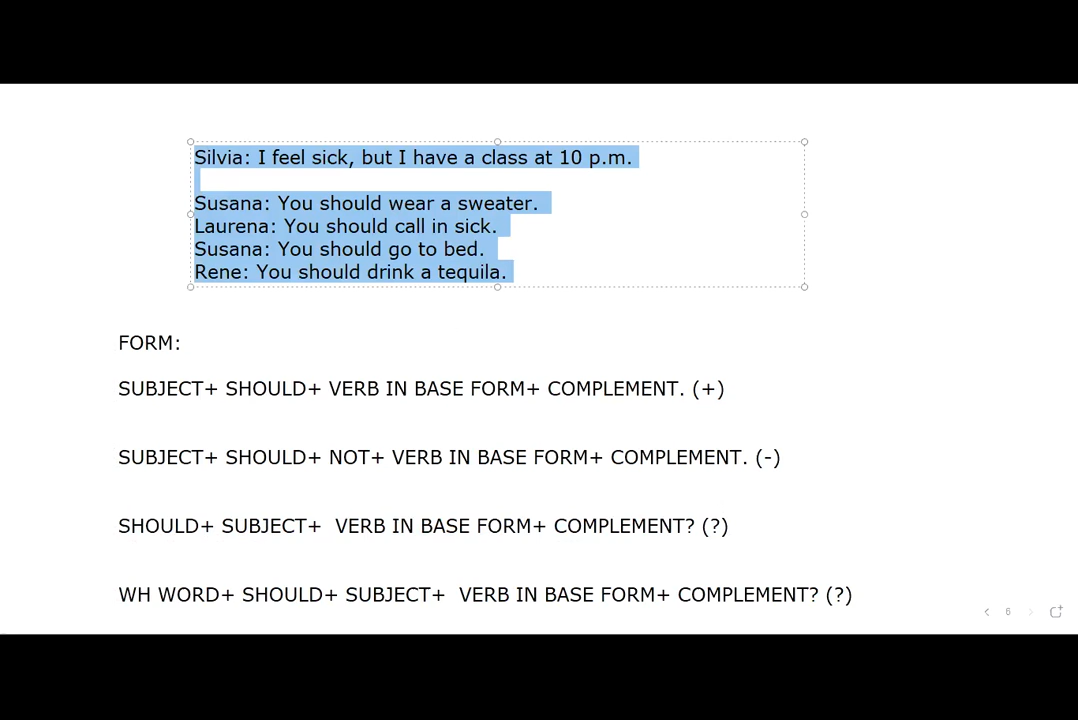 Silvia: I feel sick, but I have a class at 10 p.m.
Susana: You should wear a sweater.
Laurena: You should call in sick.
Susana: You should go to bed.
Rene: You should drink a tequila.
FORM:
SUBJECT+ SHOULD+ VERB IN BASE FORM+ COMPLEMENT. (+)
SUBJECT+ SHOULD+ NOT+ VERB IN BASE FORM+ COMPLEMENT. (-)
SHOULD+ SUBJECT+  VERB IN BASE FORM+ COMPLEMENT? (?)
WH WORD+ SHOULD+ SUBJECT+  VERB IN BASE FORM+ COMPLEMENT? (?)
6